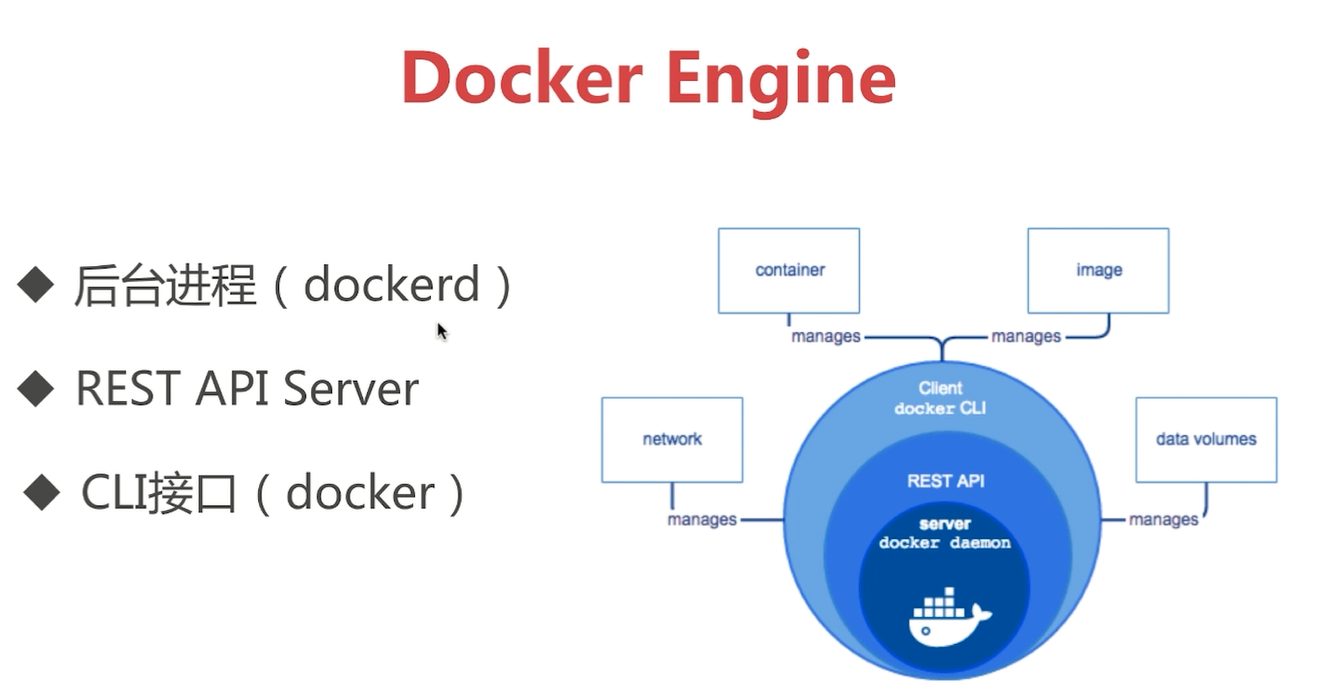 Docker Engine
◆ 后台进程（dockerd）
◆ REST API Server
◆ CLI接口（docker）
container
image
manages
manages
Client
docker CLI
network
data volumes
REST API
manages
manages
server
docker daemon